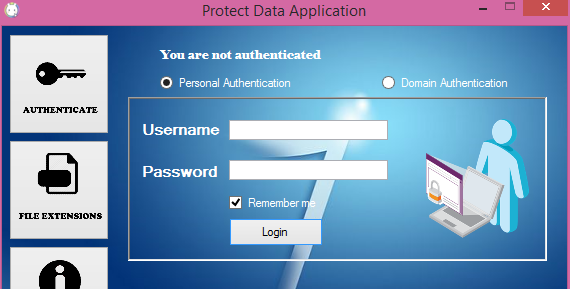 Protect Data Application
You are not authenticated
Personal Authentication
Domain Authentication
AUTHENTICATE
Username
Password
FILE EXTENSIONS
Remember me
Login